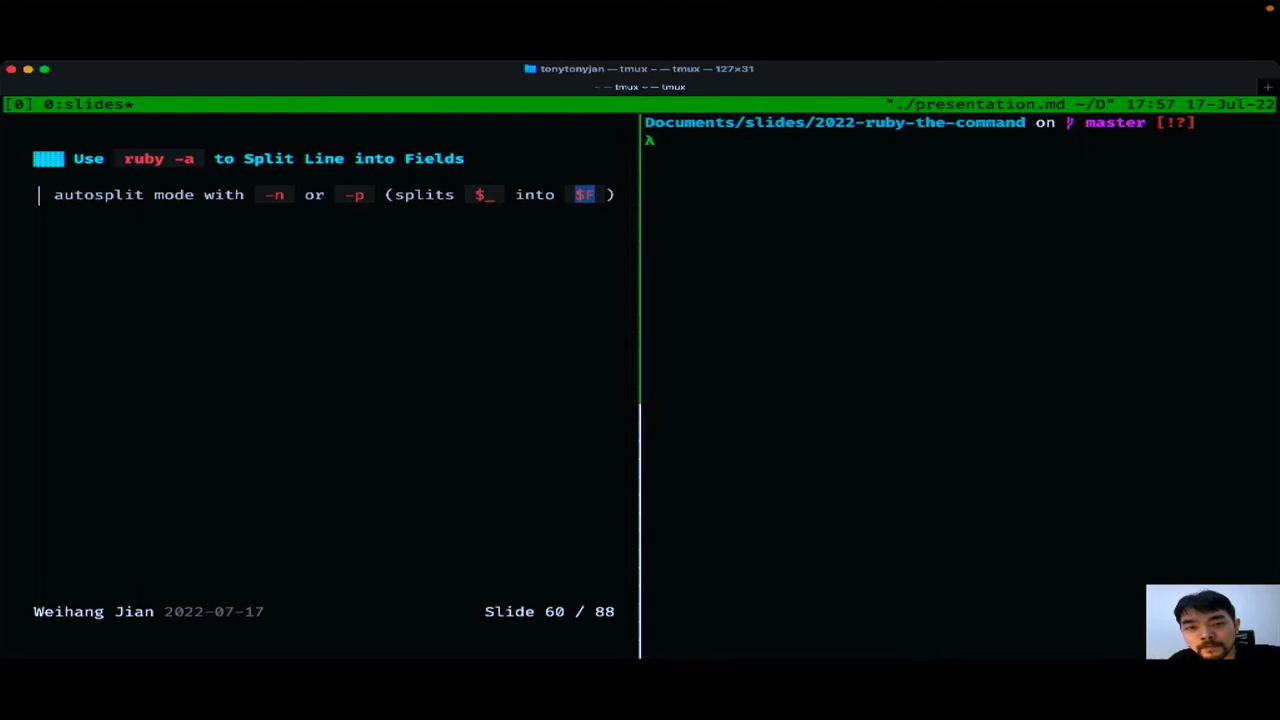 tonytonyjan — tmux ~ — tmux — 127×31
~ — tmux ~ — tmux
[0] 0:slides* "./presentation.md ~/D" 17:57 17-Jul-22
Use ruby -a to Split Line into Fields
autosplit mode with -n or -p (splits $_ into $F )
Weihang Jian 2022-07-17 Slide 60 / 88
Documents/slides/2022-ruby-the-command on master [!?]
λ